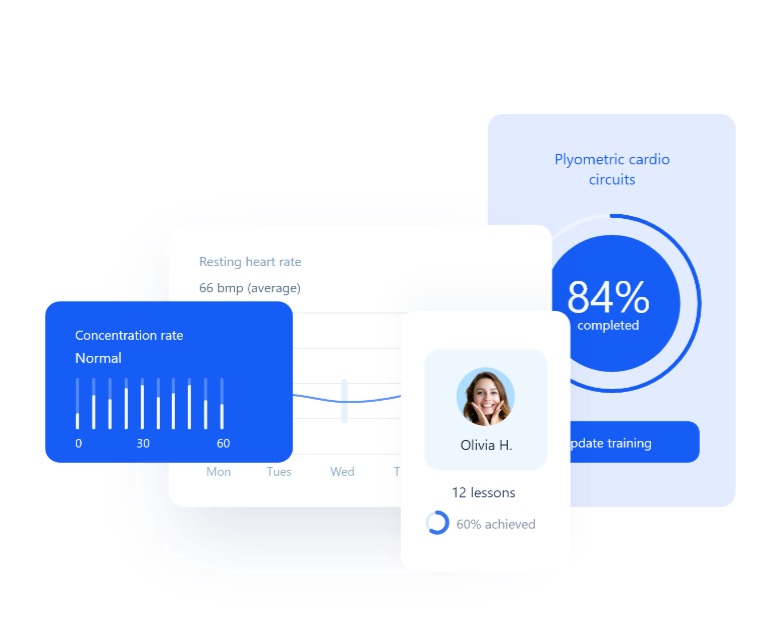 Plyometric cardio
circuits
84%
completed
pdate training
Resting heart rate
66 bmp (average)
Mon Tues Wed T
Concentration rate
Normal
0 30 60
Olivia H.
12 lessons
60% achieved